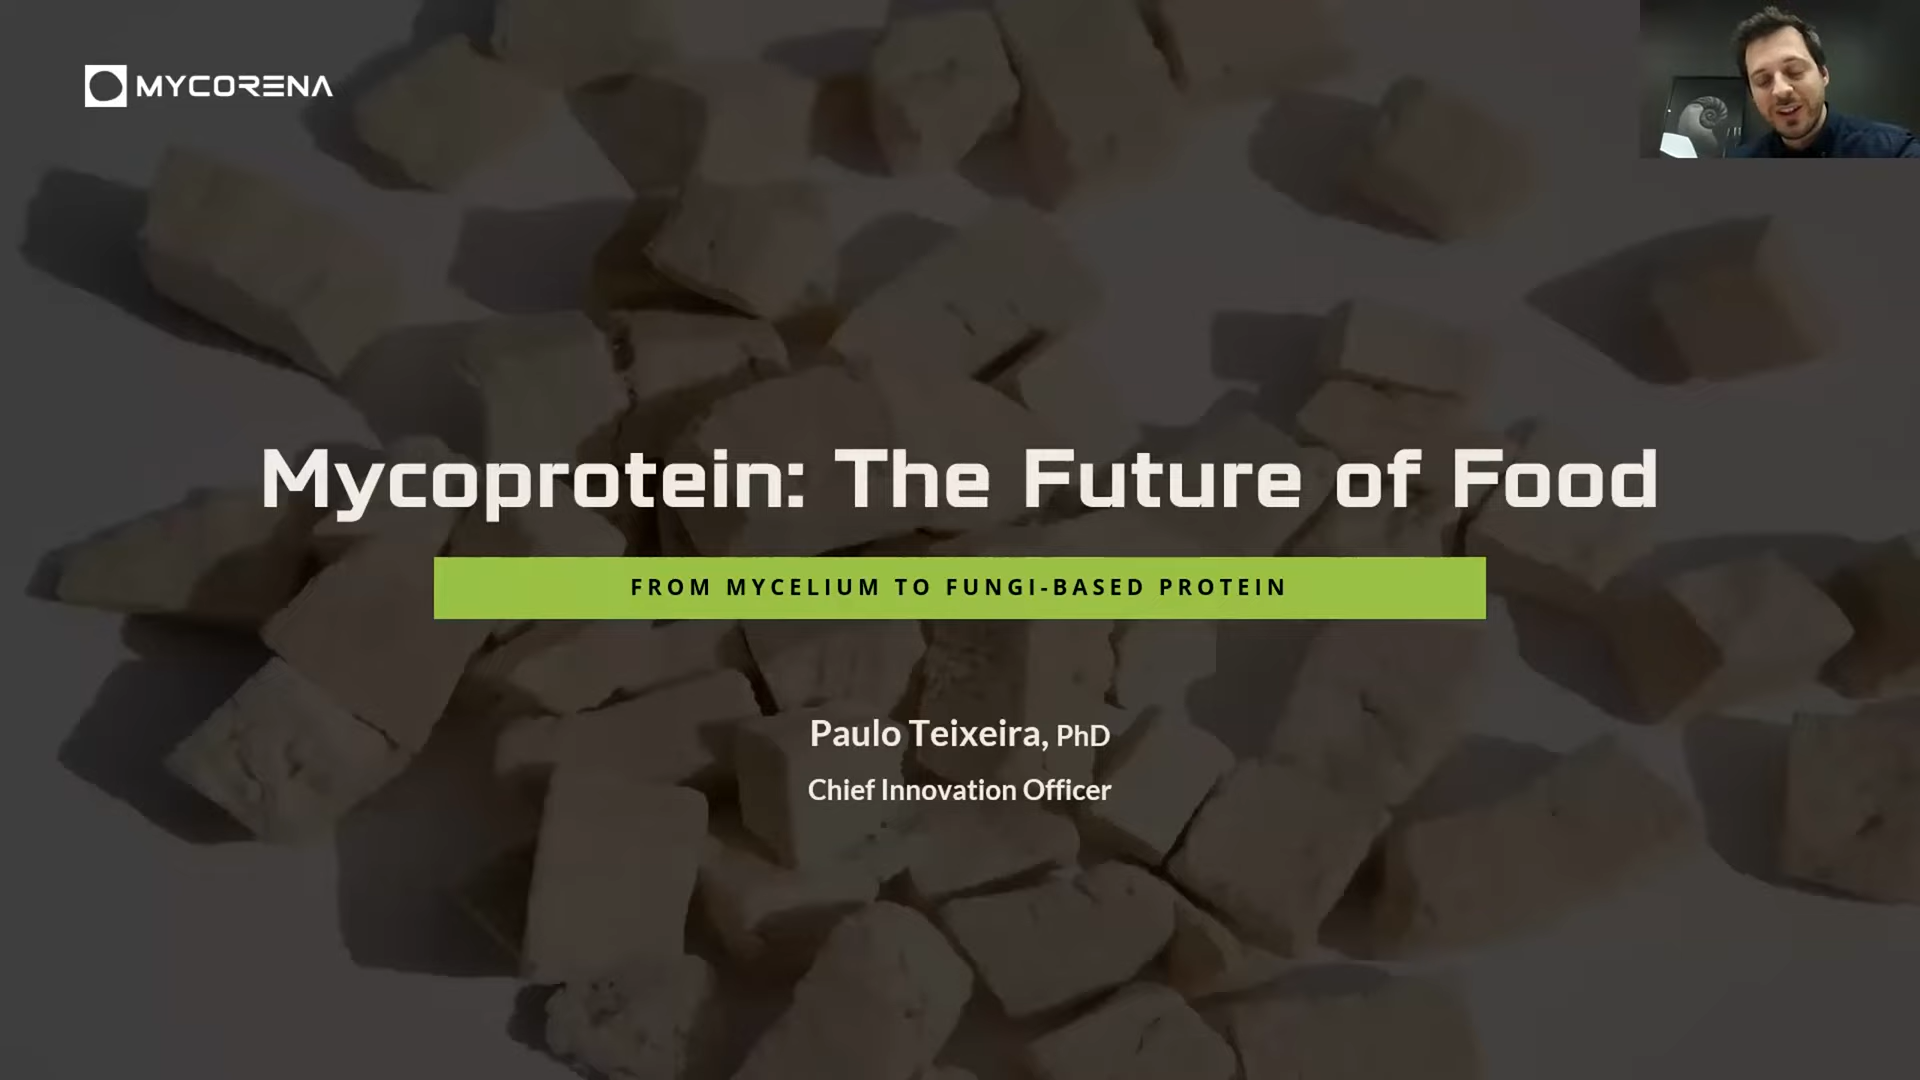 MYCORENA
Mycoprotein: The Future of Food
FROM MYCELIUM TO FUNGI-BASED PROTEIN
Paulo Teixeira, PhD
Chief Innovation Officer